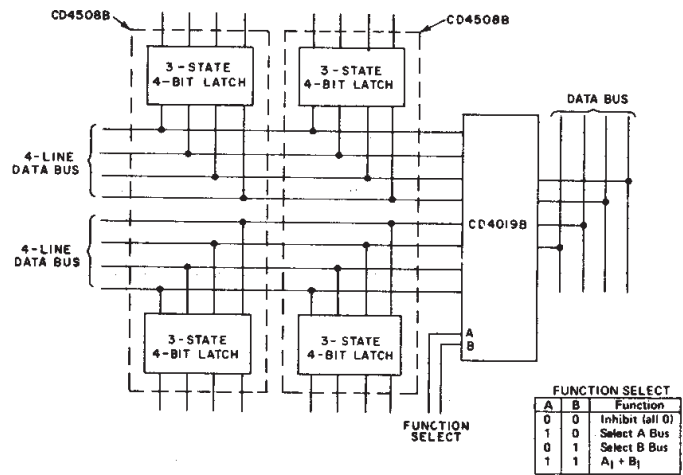 CD4508B
CD4508B
3-STATE
4-BIT LATCH
3-STATE
4-BIT LATCH
DATA BUS
4-LINE
DATA BUS
CD4019B
4-LINE
DATA BUS
3-STATE
4-BIT LATCH
3-STATE
4-BIT LATCH
A
B
FUNCTION
SELECT
FUNCTION SELECT
A B Function
0 0 Inhibit (all 0)
1 0 Select A Bus
0 1 Select B Bus
1 1 A₁ + B₁